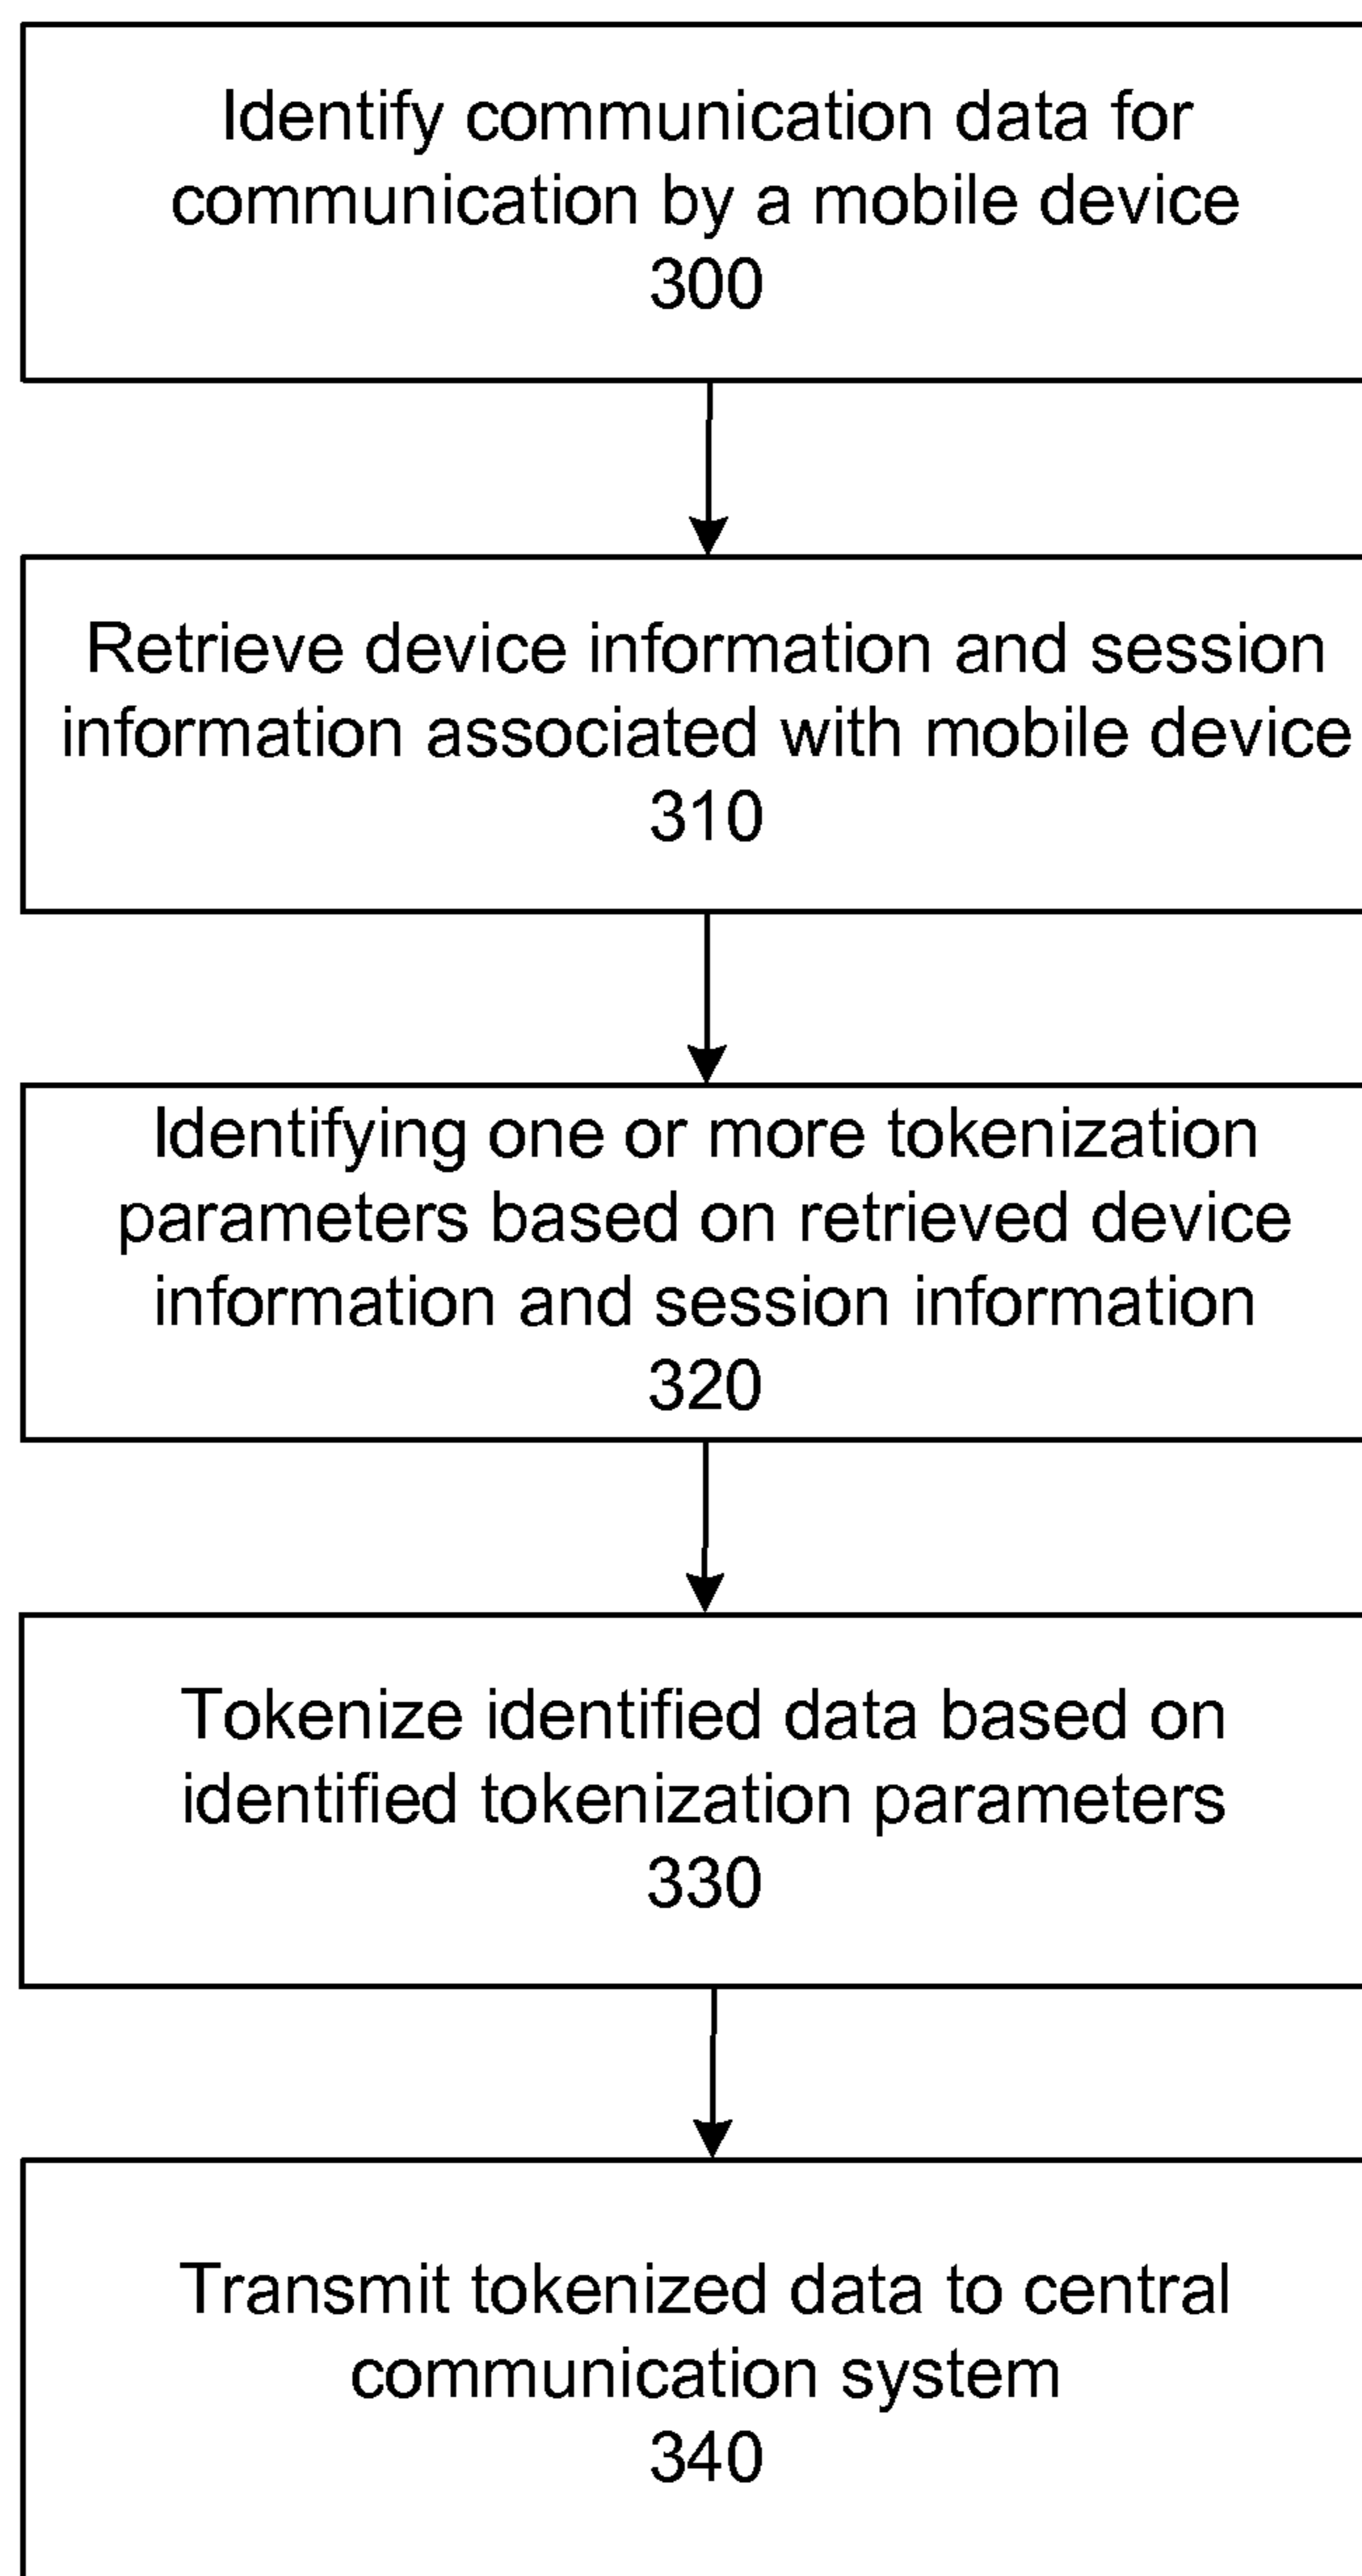 Identify communication data for
communication by a mobile device
300
Retrieve device information and session
information associated with mobile device
310
Identifying one or more tokenization
parameters based on retrieved device
information and session information
320
Tokenize identified data based on
identified tokenization parameters
330
Transmit tokenized data to central
communication system
340